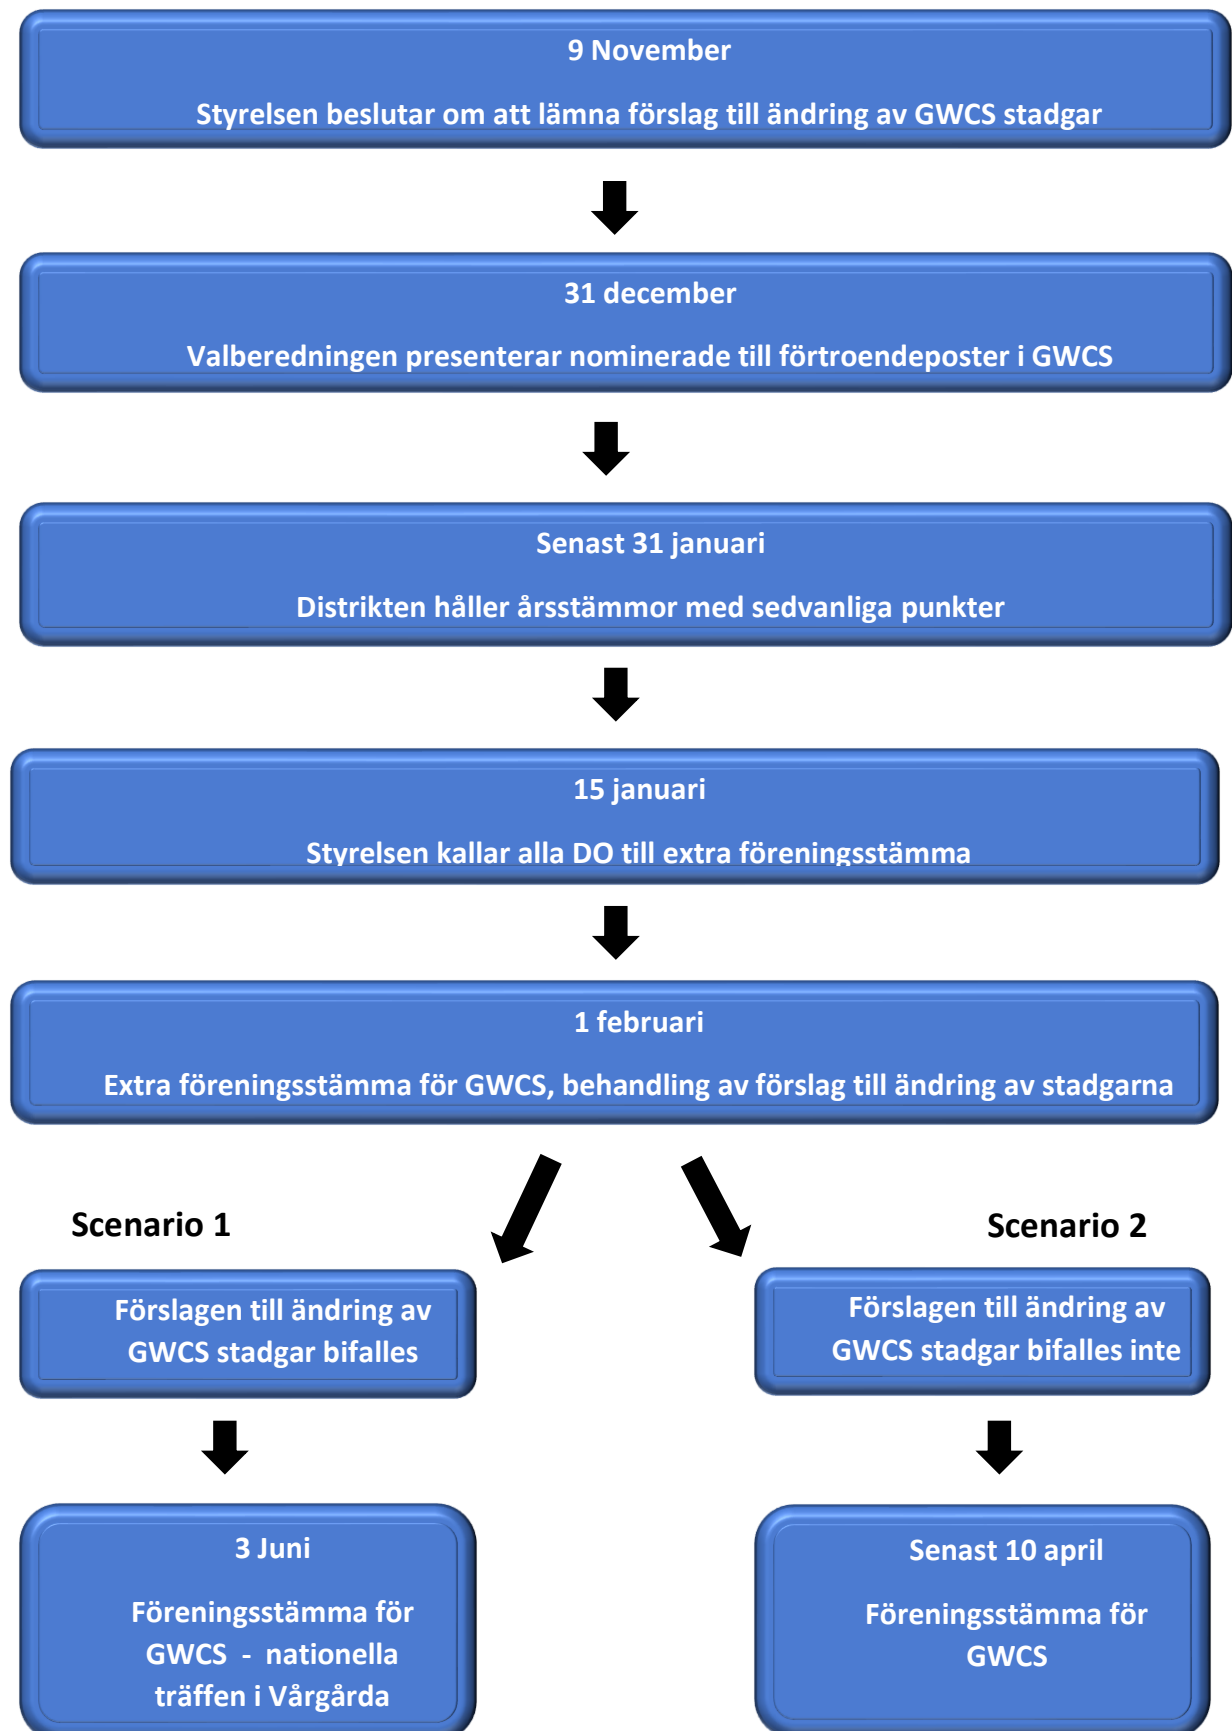 9 November
Styrelsen beslutar om att lämna förslag till ändring av GWCS stadgar
31 december
Valberedningen presenterar nominerade till förtroendeposter i GWCS
Senast 31 januari
Distrikten håller årsstämmor med sedvanliga punkter
15 januari
Styrelsen kallar alla DO till extra föreningsstämma
1 februari
Extra föreningsstämma för GWCS, behandling av förslag till ändring av stadgarna
Scenario 1
Scenario 2
Förslagen till ändring av
GWCS stadgar bifalles
Förslagen till ändring av
GWCS stadgar bifalles inte
3 Juni
Föreningsstämma för
GWCS - nationella
träffen i Vårgårda
Senast 10 april
Föreningsstämma för
GWCS